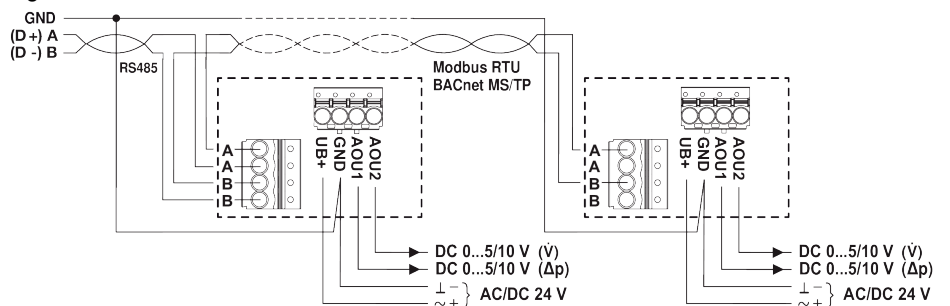 GND
(D+) A
(D -) B
RS485
Modbus RTU
BACnet MS/TP
A
A
B
B
UB+
GND
AOU1
AOU2
DC 0...5/10 V (V̇)
DC 0...5/10 V (Δp)
⊥ −
~ +
AC/DC 24 V
A
A
B
B
UB+
GND
AOU1
AOU2
DC 0...5/10 V (V̇)
DC 0...5/10 V (Δp)
⊥ −
~ +
AC/DC 24 V